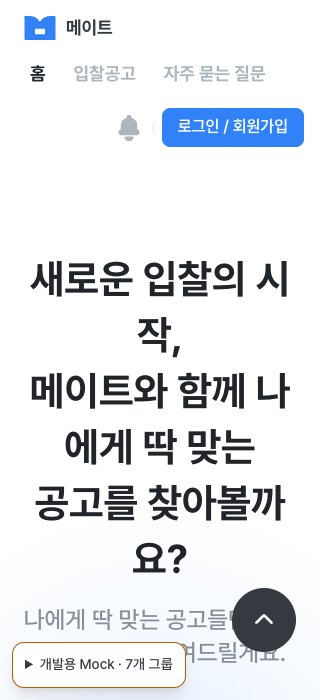 메이트
홈 입찰공고 자주 묻는 질문
로그인 / 회원가입
새로운 입찰의 시
작,
메이트와 함께 나
에게 딱 맞는
공고를 찾아볼까
요?
나에게 딱 맞는 공고들
려드릴게요.
개발용 Mock · 7개 그룹